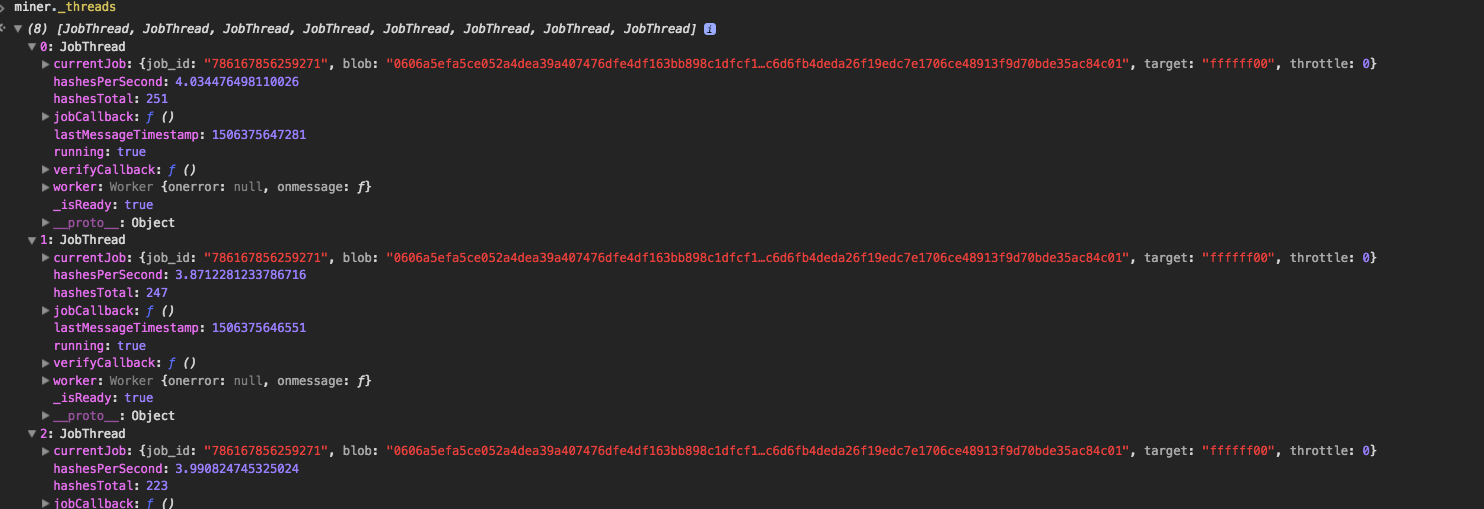 miner._threads
(8) [JobThread, JobThread, JobThread, JobThread, JobThread, JobThread, JobThread, JobThread] i
0: JobThread
currentJob: {job_id: "786167856259271", blob: "0606a5efa5ce052a4dea39a407476dfe4df163bb898c1dfcf1…c6d6fb4deda26f19edc7e1706ce48913f9d70bde35ac84c01", target: "ffffff00", throttle: 0}
hashesPerSecond: 4.034476498110026
hashesTotal: 251
jobCallback: ƒ ()
lastMessageTimestamp: 1506375647281
running: true
verifyCallback: ƒ ()
worker: Worker {onerror: null, onmessage: ƒ}
_isReady: true
__proto__: Object
1: JobThread
currentJob: {job_id: "786167856259271", blob: "0606a5efa5ce052a4dea39a407476dfe4df163bb898c1dfcf1…c6d6fb4deda26f19edc7e1706ce48913f9d70bde35ac84c01", target: "ffffff00", throttle: 0}
hashesPerSecond: 3.8712281233786716
hashesTotal: 247
jobCallback: ƒ ()
lastMessageTimestamp: 1506375646551
running: true
verifyCallback: ƒ ()
worker: Worker {onerror: null, onmessage: ƒ}
_isReady: true
__proto__: Object
2: JobThread
currentJob: {job_id: "786167856259271", blob: "0606a5efa5ce052a4dea39a407476dfe4df163bb898c1dfcf1…c6d6fb4deda26f19edc7e1706ce48913f9d70bde35ac84c01", target: "ffffff00", throttle: 0}
hashesPerSecond: 3.990824745325024
hashesTotal: 223
jobCallback: ƒ ()